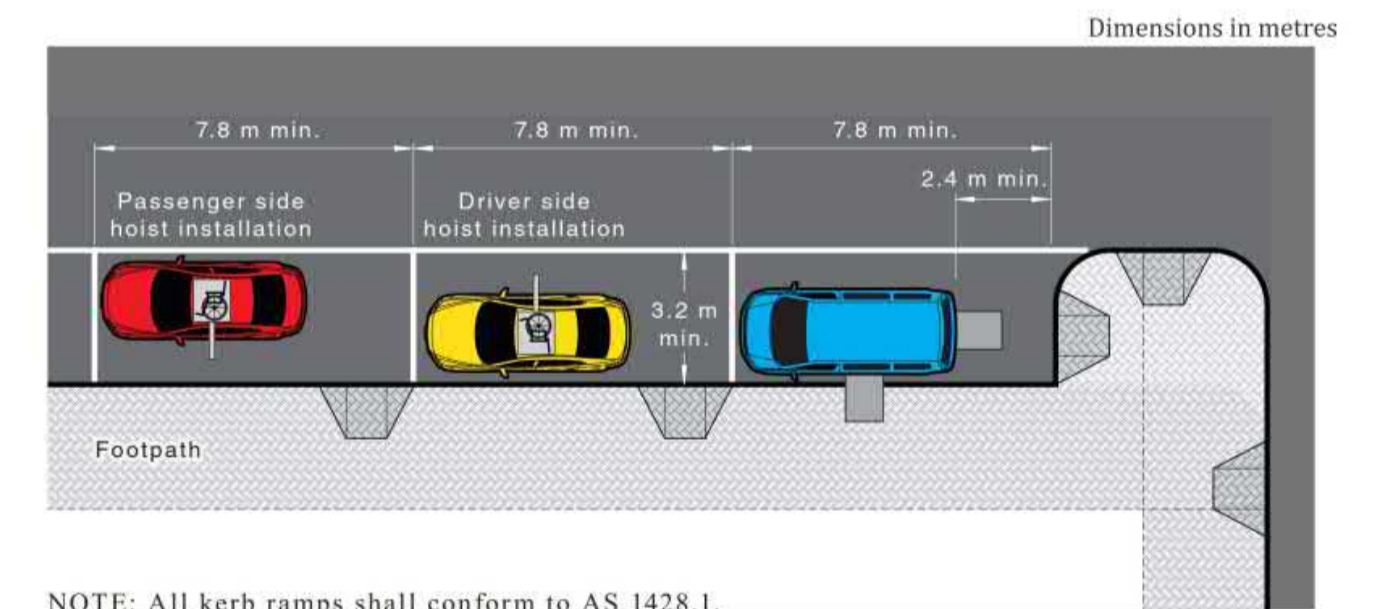 Dimensions in metres
7.8 m min.
7.8 m min.
7.8 m min.
2.4 m min.
Passenger side
hoist installation
Driver side
hoist installation
3.2 m
min.
Footpath
NOTE: All kerb ramps shall conform to AS 1428.1.